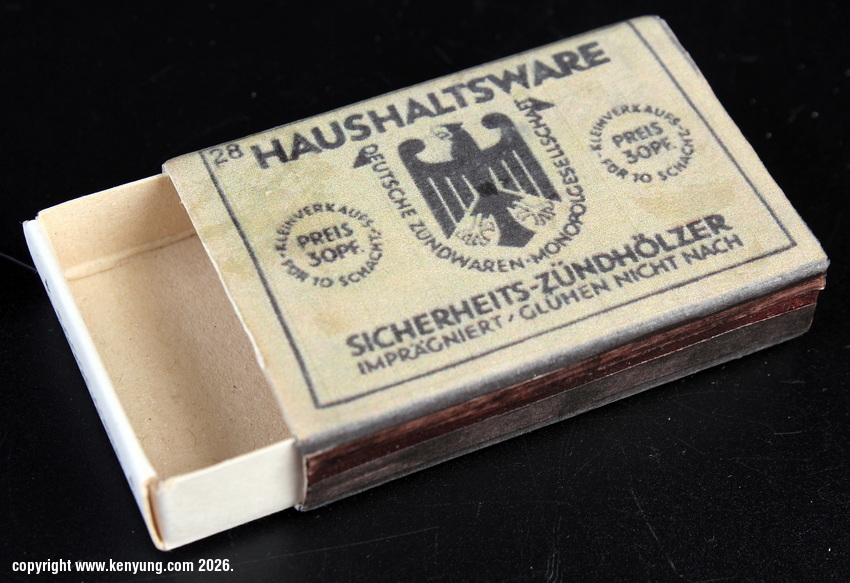 28 HAUSHALTSWARE
DEUTSCHE ZÜNDWAREN-MONOPOLGESELLSCHAFT
KLEINVERKAUFS-
PREIS
30PF.
FÜR 10 SCHACHT.
KLEINVERKAUFS-
PREIS
30PF.
FÜR 10 SCHACHT.
SICHERHEITS-ZÜNDHÖLZER
IMPRÄGNIERT / GLÜHEN NICHT NACH
copyright www.kenyung.com 2026.